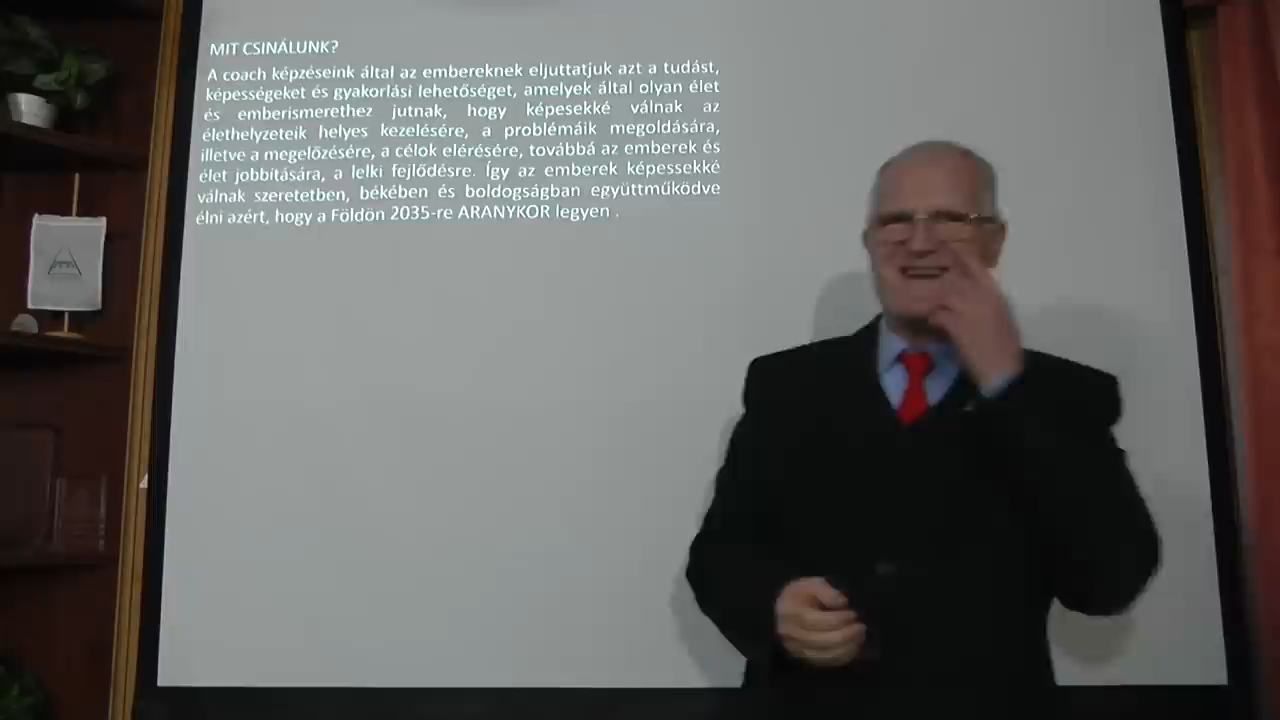 MIT CSINÁLUNK?
A coach képzéseink által az embereknek eljuttatjuk azt a tudást,
képességeket és gyakorlási lehetőséget, amelyek által olyan élet
és emberismerethez jutnak, hogy képesekké válnak az
élethelyzeteik helyes kezelésére, a problémáik megoldására,
illetve a megelőzésére, a célok elérésére, továbbá az emberek és
élet jobbítására, a lelki fejlődésre. Így az emberek képessekké
válnak szeretetben, békében és boldogságban együttműködve
élni azért, hogy a Földön 2035-re ARANYKOR legyen .